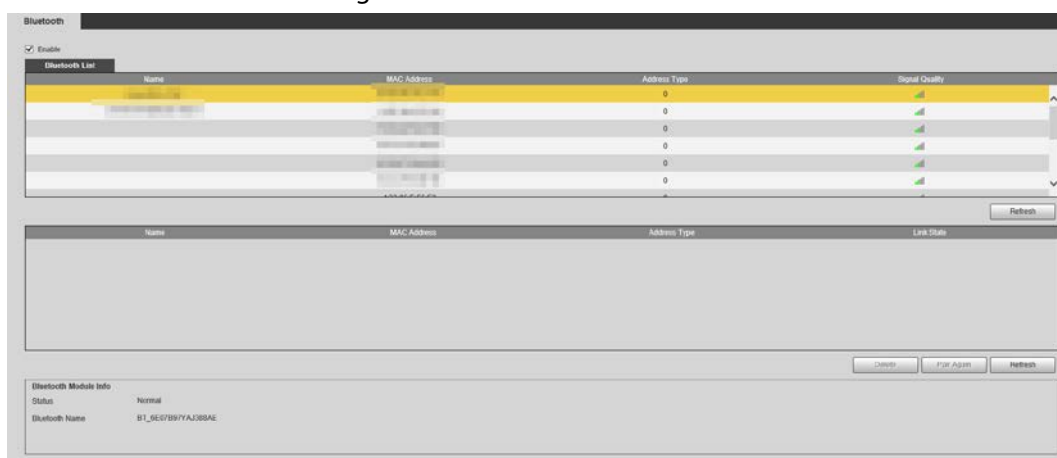 Bluetooth
Enable
Bluetooth List
Name MAC Address Address Type Signal Quality
0
0
0
0
0
0
Refresh
Name MAC Address Address Type Link State
Delete Pair Again Refresh
Bluetooth Module Info
Status Normal
Bluetooth Name BT_6E07B97YAJ388AE